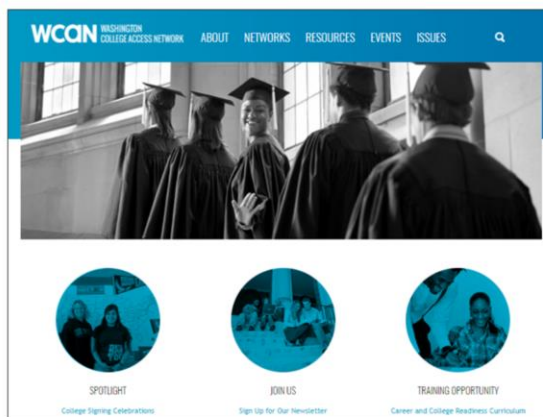 WCAN WASHINGTON
COLLEGE ACCESS NETWORK
ABOUT NETWORKS RESOURCES EVENTS ISSUES
SPOTLIGHT JOIN US TRAINING OPPORTUNITY
College Signing Celebrations Sign Up for Our Newsletter Career and College Readiness Curriculum